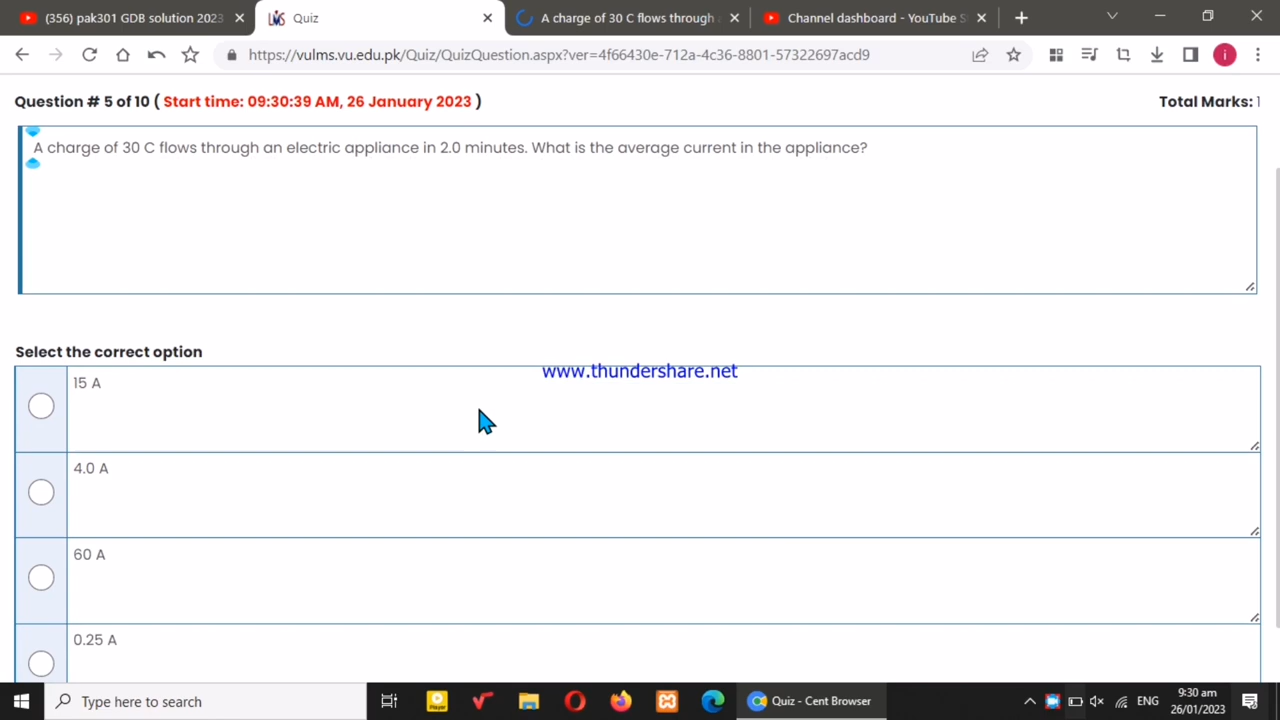 (356) pak301 GDB solution 2023
Quiz
A charge of 30 C flows through
Channel dashboard - YouTube S
https://vulms.vu.edu.pk/Quiz/QuizQuestion.aspx?ver=4f66430e-712a-4c36-8801-57322697acd9
i
Question # 5 of 10 ( Start time: 09:30:39 AM, 26 January 2023 )
Total Marks: 1
A charge of 30 C flows through an electric appliance in 2.0 minutes. What is the average current in the appliance?
Select the correct option
www.thundershare.net
15 A
4.0 A
60 A
0.25 A
Type here to search
Player
Quiz - Cent Browser
ENG
9:30 am
26/01/2023